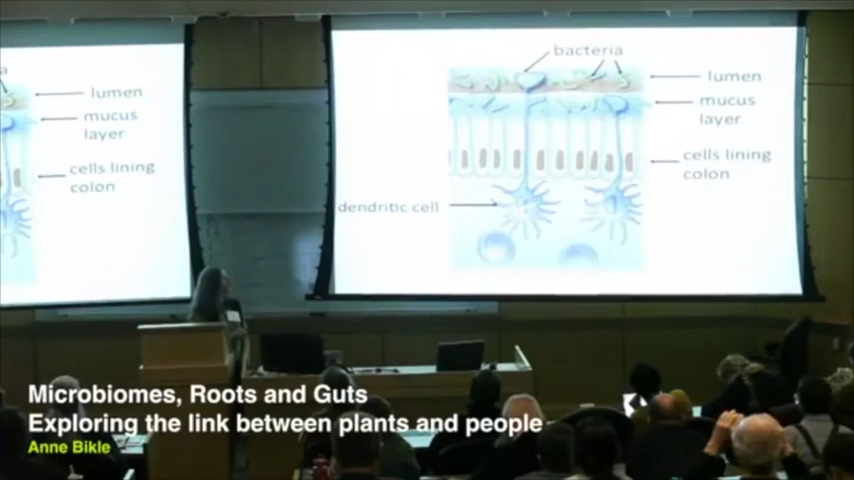 a
lumen
mucus
layer
cells lining
colon
bacteria
lumen
mucus
layer
cells lining
colon
dendritic cell
Microbiomes, Roots and Guts
Exploring the link between plants and people
Anne Bikle